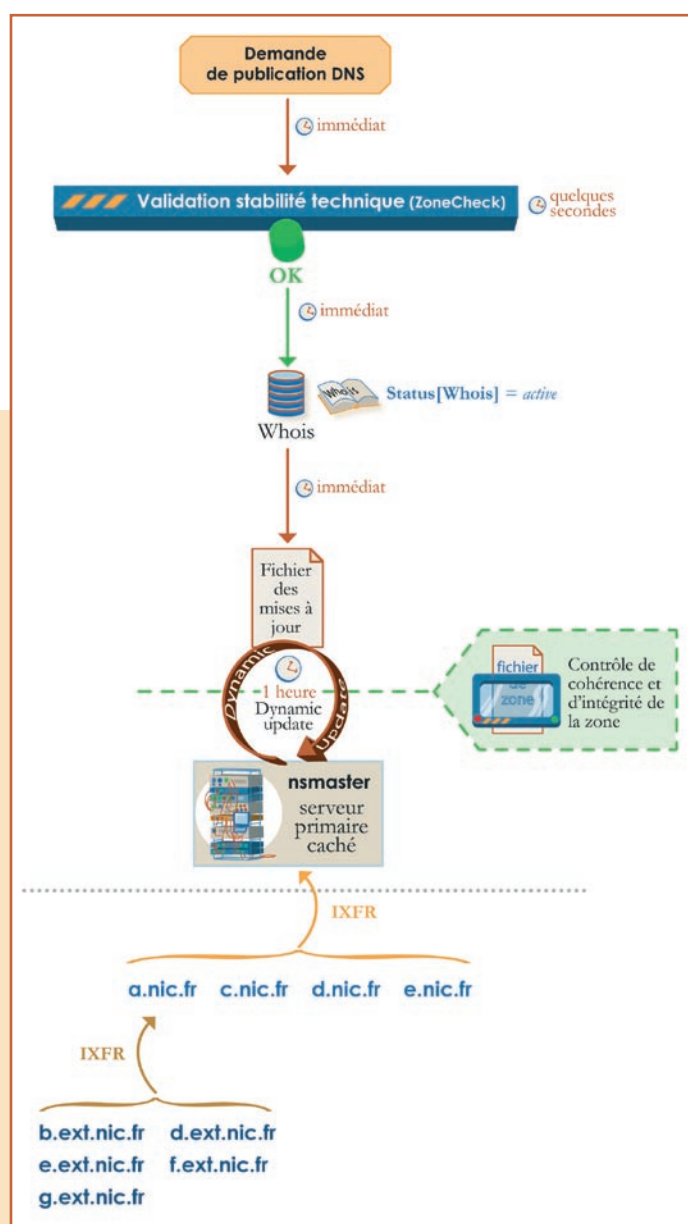 Demande
de publication DNS
immédiat
Validation stabilité technique (ZoneCheck)
quelques
secondes
OK
immédiat
Whois
Whois
Status[Whois] = active
immédiat
Fichier
des
mises à
jour
Dynamic
1 heure
Dynamic
update
Update
fichier
de
zone
Contrôle de
cohérence et
d'intégrité de
la zone
nsmaster
serveur
primaire
caché
IXFR
a.nic.fr c.nic.fr d.nic.fr e.nic.fr
IXFR
b.ext.nic.fr d.ext.nic.fr
e.ext.nic.fr f.ext.nic.fr
g.ext.nic.fr